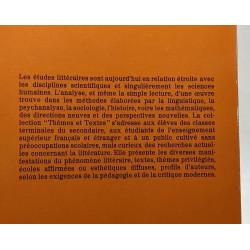 Les études littéraires sont aujourd'hui en relation étroite avec
les disciplines scientifiques et singulièrement les sciences
humaines. L'analyse, et même la simple lecture, d'une œuvre
trouve dans les méthodes élaborées par la linguistique, la
psychanalyse, la sociologie, l'histoire, voire les mathématiques,
des directions neuves et des perspectives nouvelles. La col-
lection "Thèmes et Textes" s'adresse aux élèves des classes
terminales du secondaire, aux étudiants de l'enseignement
supérieur français et étranger et à un public cultivé sans
préoccupations scolaires, mais curieux des recherches actuel-
les concernant la littérature. Elle présente les diverses mani-
festations du phénomène littéraire, textes, thèmes privilégiés,
écoles affirmées ou esthétiques diffuses, profils d'auteurs,
selon les exigences de la pédagogie et de la critique modernes.